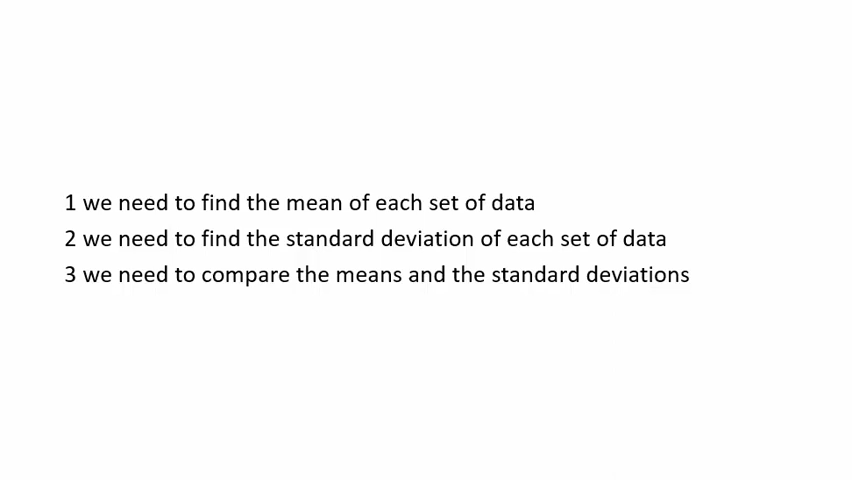 1 we need to find the mean of each set of data
2 we need to find the standard deviation of each set of data
3 we need to compare the means and the standard deviations